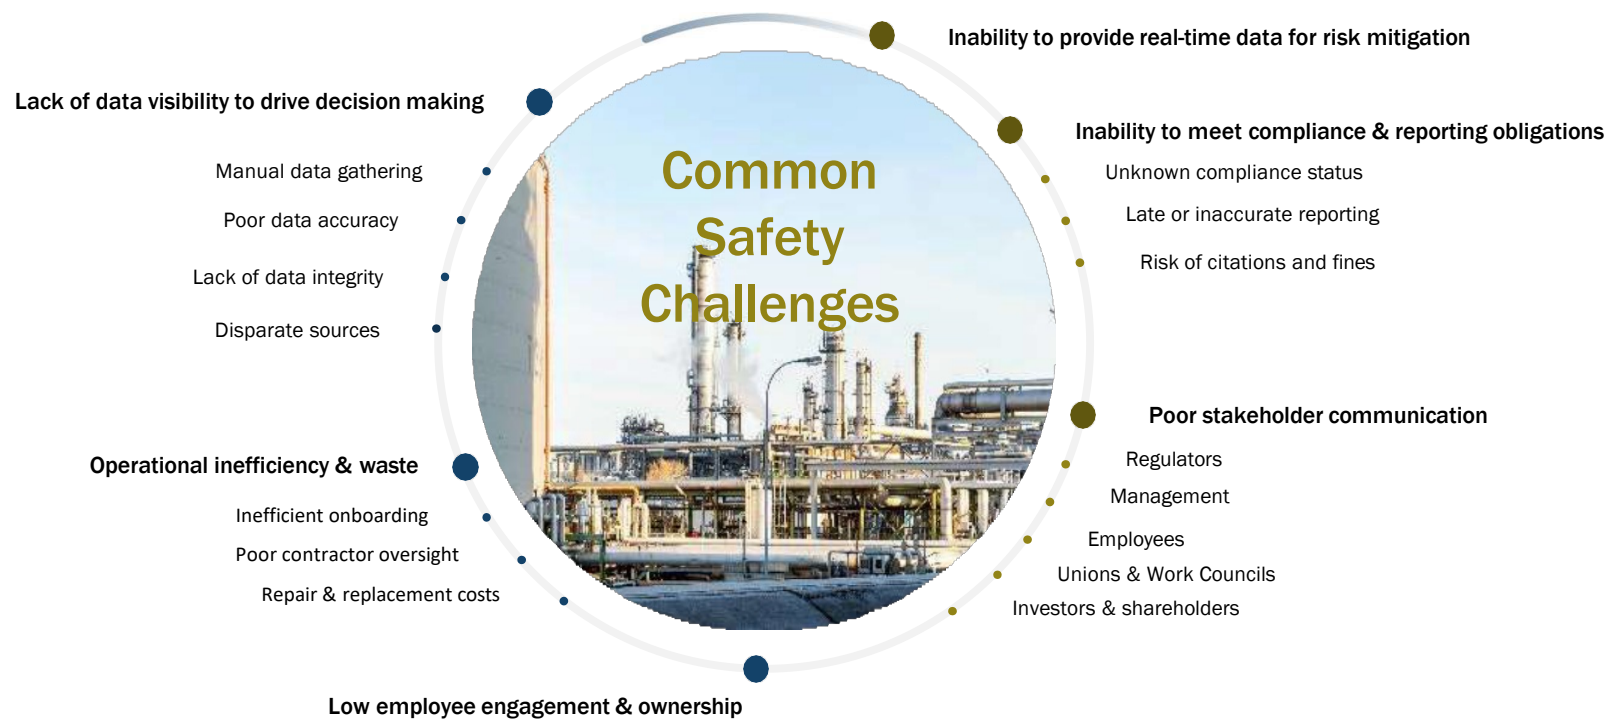 Common
Safety
Challenges
Inability to provide real-time data for risk mitigation
Inability to meet compliance & reporting obligations
Unknown compliance status
Late or inaccurate reporting
Risk of citations and fines
Poor stakeholder communication
Regulators
Management
Employees
Unions & Work Councils
Investors & shareholders
Low employee engagement & ownership
Operational inefficiency & waste
Inefficient onboarding
Poor contractor oversight
Repair & replacement costs
Lack of data visibility to drive decision making
Manual data gathering
Poor data accuracy
Lack of data integrity
Disparate sources